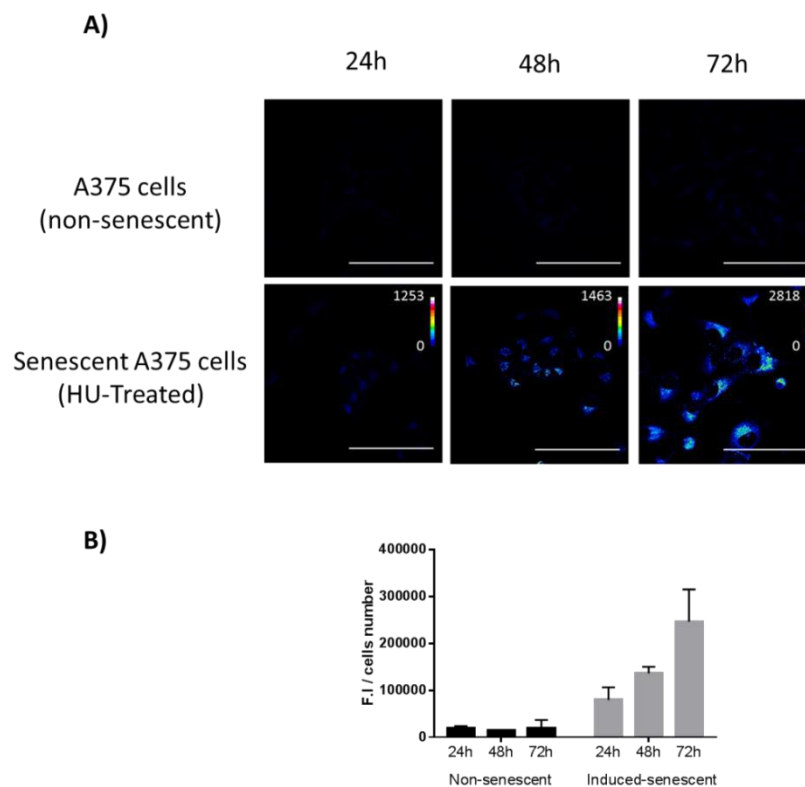 A)
24h 48h 72h
A375 cells
(non-senescent)
1253 1463 2818
0 0 0
Senescent A375 cells
(HU-Treated)
B)
400000
300000
200000
100000
0
F.I / cells number
24h 48h 72h 24h 48h 72h
Non-senescent Induced-senescent